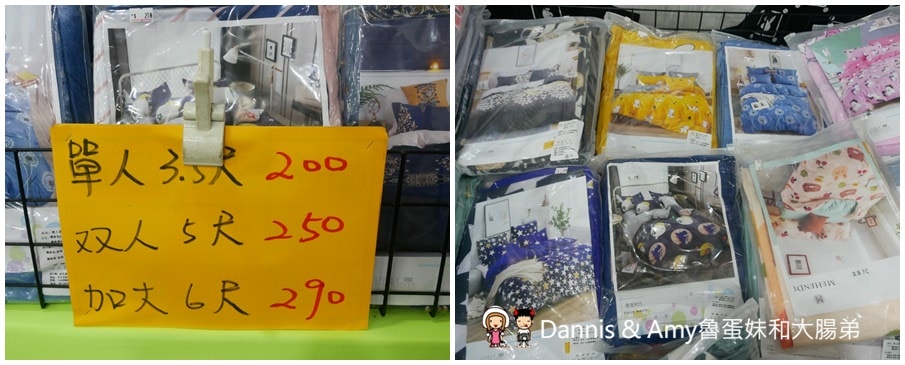 單人 3.5尺 200
双人 5尺 250
加大 6尺 290
MEHENDI
Dannis & Amy魯蛋妹和大腸弟